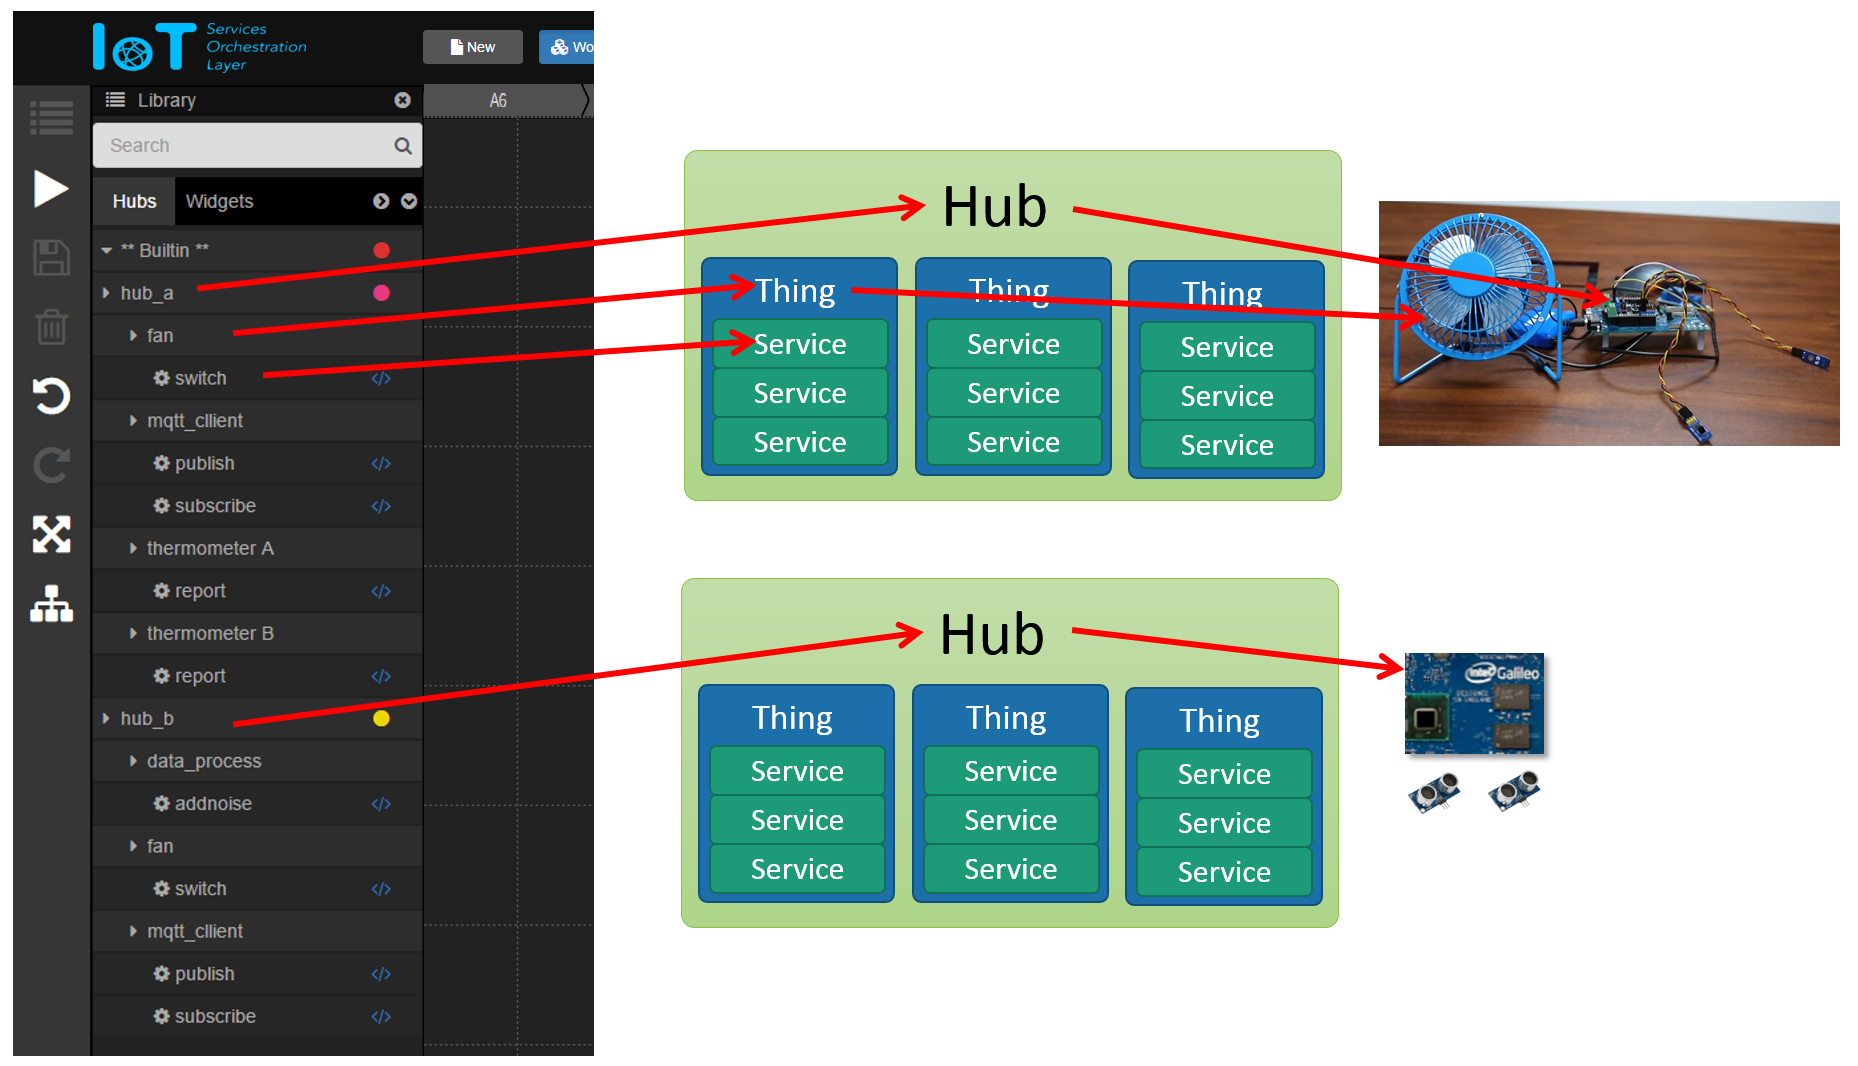 IoT
Services
Orchestration
Layer
New
Wo
Library
A6
Search
Hubs
Widgets
** Builtin **
hub_a
fan
switch
mqtt_cllient
publish
subscribe
thermometer A
report
thermometer B
report
hub_b
data_process
addnoise
fan
switch
mqtt_cllient
publish
subscribe
Hub
Thing
Service
Service
Service
Thing
Service
Service
Service
Thing
Service
Service
Service
Hub
Thing
Service
Service
Service
Thing
Service
Service
Service
Thing
Service
Service
Service
intel Galileo